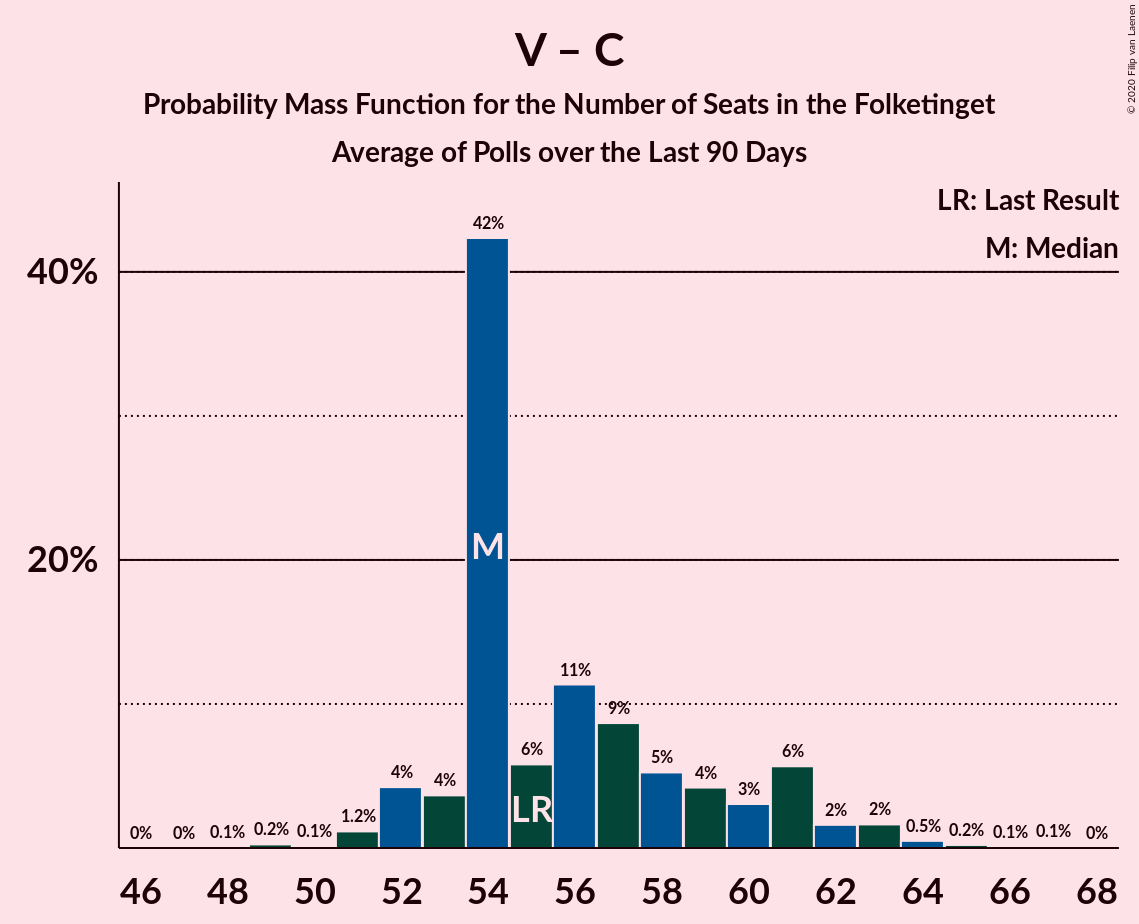 V – C
Probability Mass Function for the Number of Seats in the Folketinget
Average of Polls over the Last 90 Days
© 2020 Filip van Laenen
LR: Last Result
M: Median
40%
20%
0% 0% 0.1% 0.2% 0.1% 1.2% 4% 4% 42% 6% 11% 9% 5% 4% 3% 6% 2% 2% 0.5% 0.2% 0.1% 0.1% 0%
M
LR
46 48 50 52 54 56 58 60 62 64 66 68